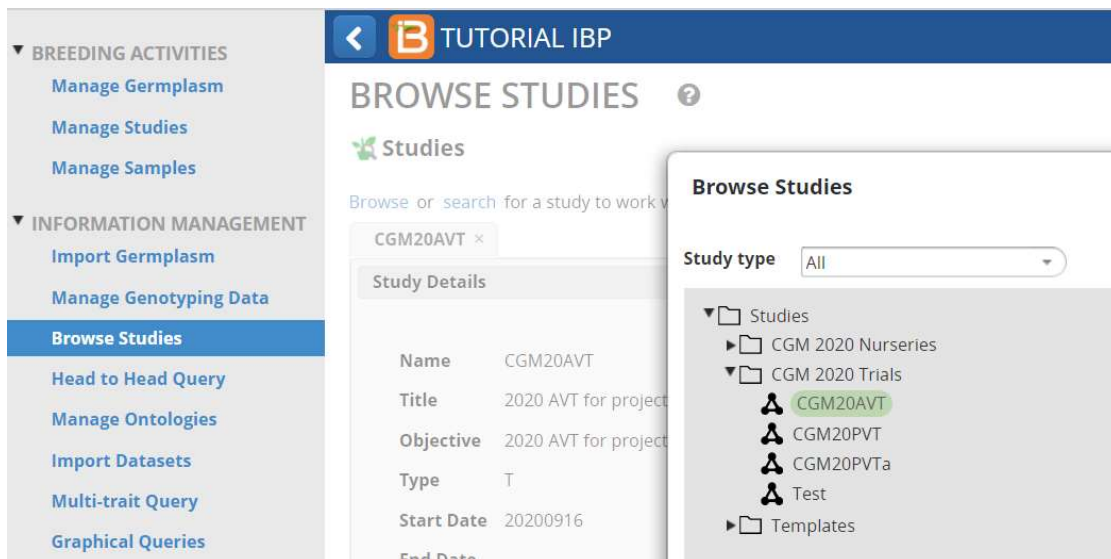 BREEDING ACTIVITIES
Manage Germplasm
Manage Studies
Manage Samples
INFORMATION MANAGEMENT
Import Germplasm
Manage Genotyping Data
Browse Studies
Head to Head Query
Manage Ontologies
Import Datasets
Multi-trait Query
Graphical Queries
TUTORIAL IBP
BROWSE STUDIES ?
Studies
Browse or search for a study to work
CGM20AVT ×
Study Details
Name CGM20AVT
Title 2020 AVT for project
Objective 2020 AVT for project
Type T
Start Date 20200916
End Date
Browse Studies
Study type All
Studies
CGM 2020 Nurseries
CGM 2020 Trials
CGM20AVT
CGM20PVT
CGM20PVTa
Test
Templates